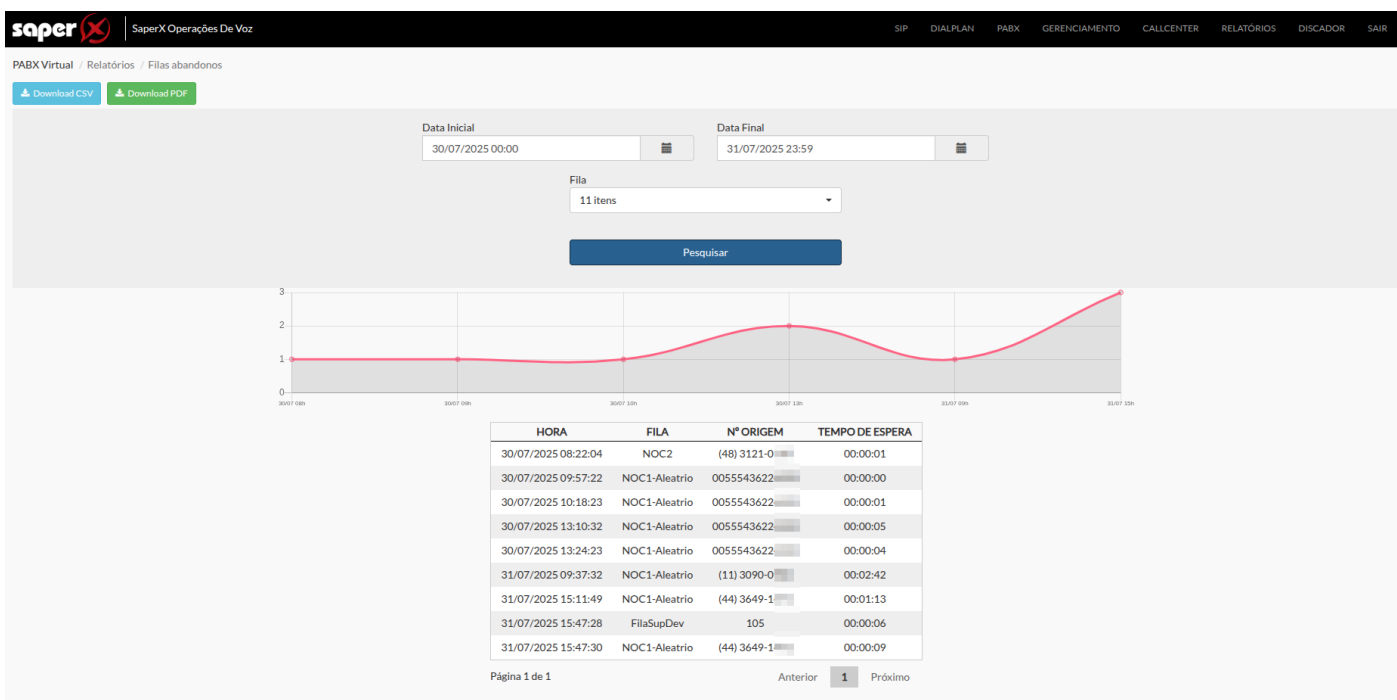 saperX SaperX Operações De Voz SIP DIALPLAN PABX GERENCIAMENTO CALLCENTER RELATÓRIOS DISCADOR SAIR
PABX Virtual / Relatórios / Filas abandonos
Download CSV Download PDF
Data Inicial Data Final
30/07/2025 00:00 31/07/2025 23:59
Fila
11 itens
Pesquisar
3
2
1
0
30/07 08h 30/07 09h 30/07 10h 30/07 13h 31/07 09h 31/07 15h
HORA FILA Nº ORIGEM TEMPO DE ESPERA
30/07/2025 08:22:04 NOC2 (48) 3121-0 00:00:01
30/07/2025 09:57:22 NOC1-Aleatrio 0055543622 00:00:00
30/07/2025 10:18:23 NOC1-Aleatrio 0055543622 00:00:01
30/07/2025 13:10:32 NOC1-Aleatrio 0055543622 00:00:05
30/07/2025 13:24:23 NOC1-Aleatrio 0055543622 00:00:04
31/07/2025 09:37:32 NOC1-Aleatrio (11) 3090-0 00:02:42
31/07/2025 15:11:49 NOC1-Aleatrio (44) 3649-1 00:01:13
31/07/2025 15:47:28 FilaSupDev 105 00:00:06
31/07/2025 15:47:30 NOC1-Aleatrio (44) 3649-1 00:00:09
Página 1 de 1 Anterior 1 Próximo